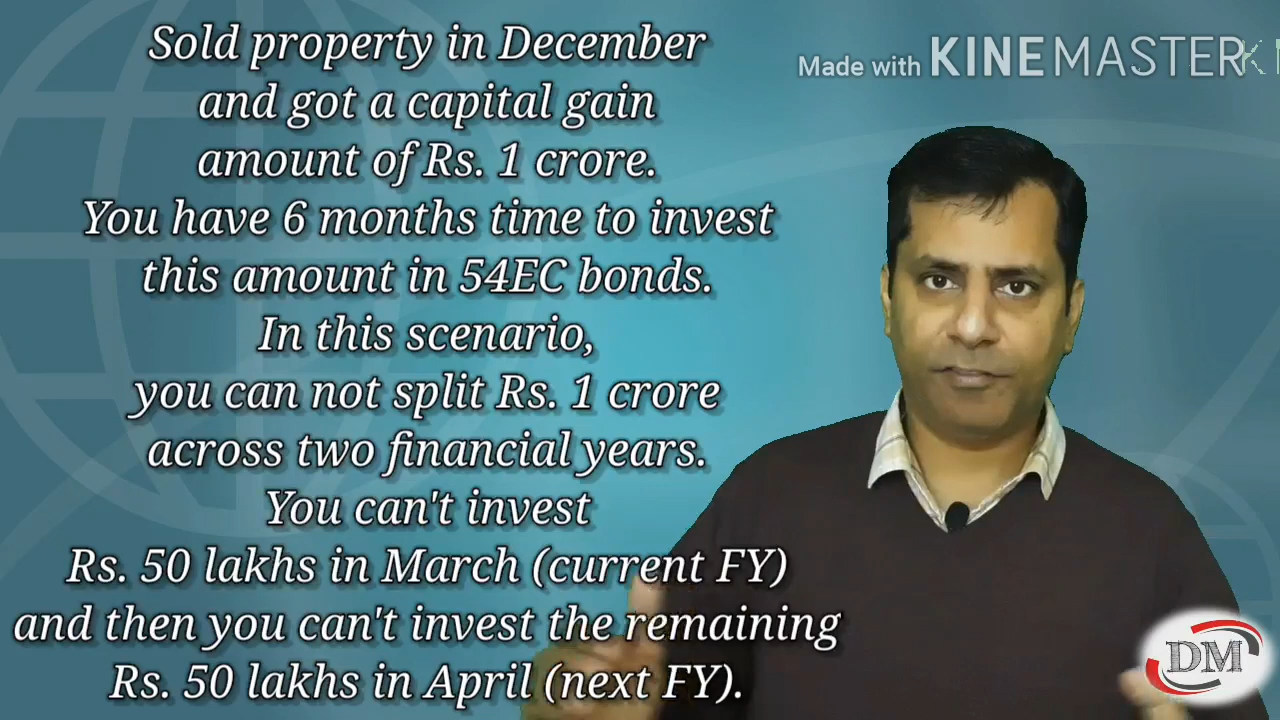 Sold property in December
and got a capital gain
amount of Rs. 1 crore.
You have 6 months time to invest
this amount in 54EC bonds.
In this scenario,
you can not split Rs. 1 crore
across two financial years.
You can't invest
Rs. 50 lakhs in March (current FY)
and then you can't invest the remaining
Rs. 50 lakhs in April (next FY).
Made with KINEMASTER
DM